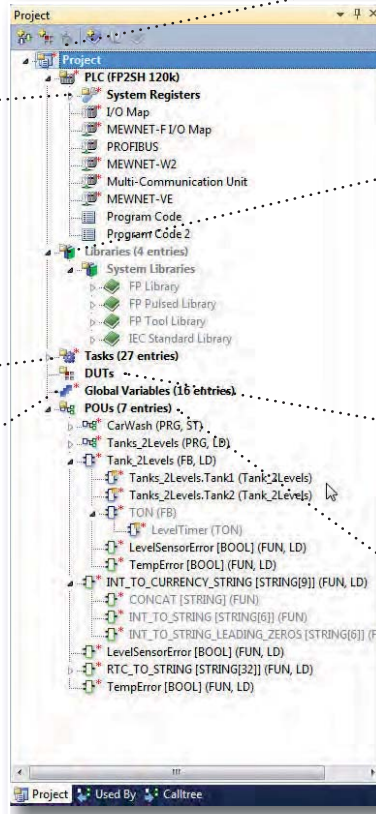 Project
Project
PLC (FP2SH 120k)
System Registers
I/O Map
MEWNET-F I/O Map
PROFIBUS
MEWNET-W2
Multi-Communication Unit
MEWNET-VE
Program Code
Program Code 2
Libraries (4 entries)
System Libraries
FP Library
FP Pulsed Library
FP Tool Library
IEC Standard Library
Tasks (27 entries)
DUTs
Global Variables (16 entries)
POUs (7 entries)
CarWash (PRG, ST)
Tanks_2Levels (PRG, LD)
Tank_2Levels (FB, LD)
Tanks_2Levels.Tank1 (Tank_2Levels)
Tanks_2Levels.Tank2 (Tank_2Levels)
TON (FB)
LevelTimer (TON)
LevelSensorError [BOOL] (FUN, LD)
TempError [BOOL] (FUN, LD)
INT_TO_CURRENCY_STRING [STRING[9]] (FUN, LD)
CONCAT [STRING] (FUN)
INT_TO_STRING [STRING[6]] (FUN)
INT_TO_STRING_LEADING_ZEROS [STRING[6]] (F
LevelSensorError [BOOL] (FUN, LD)
RTC_TO_STRING [STRING[32]] (FUN, LD)
TempError [BOOL] (FUN, LD)
Project Used By Calltree